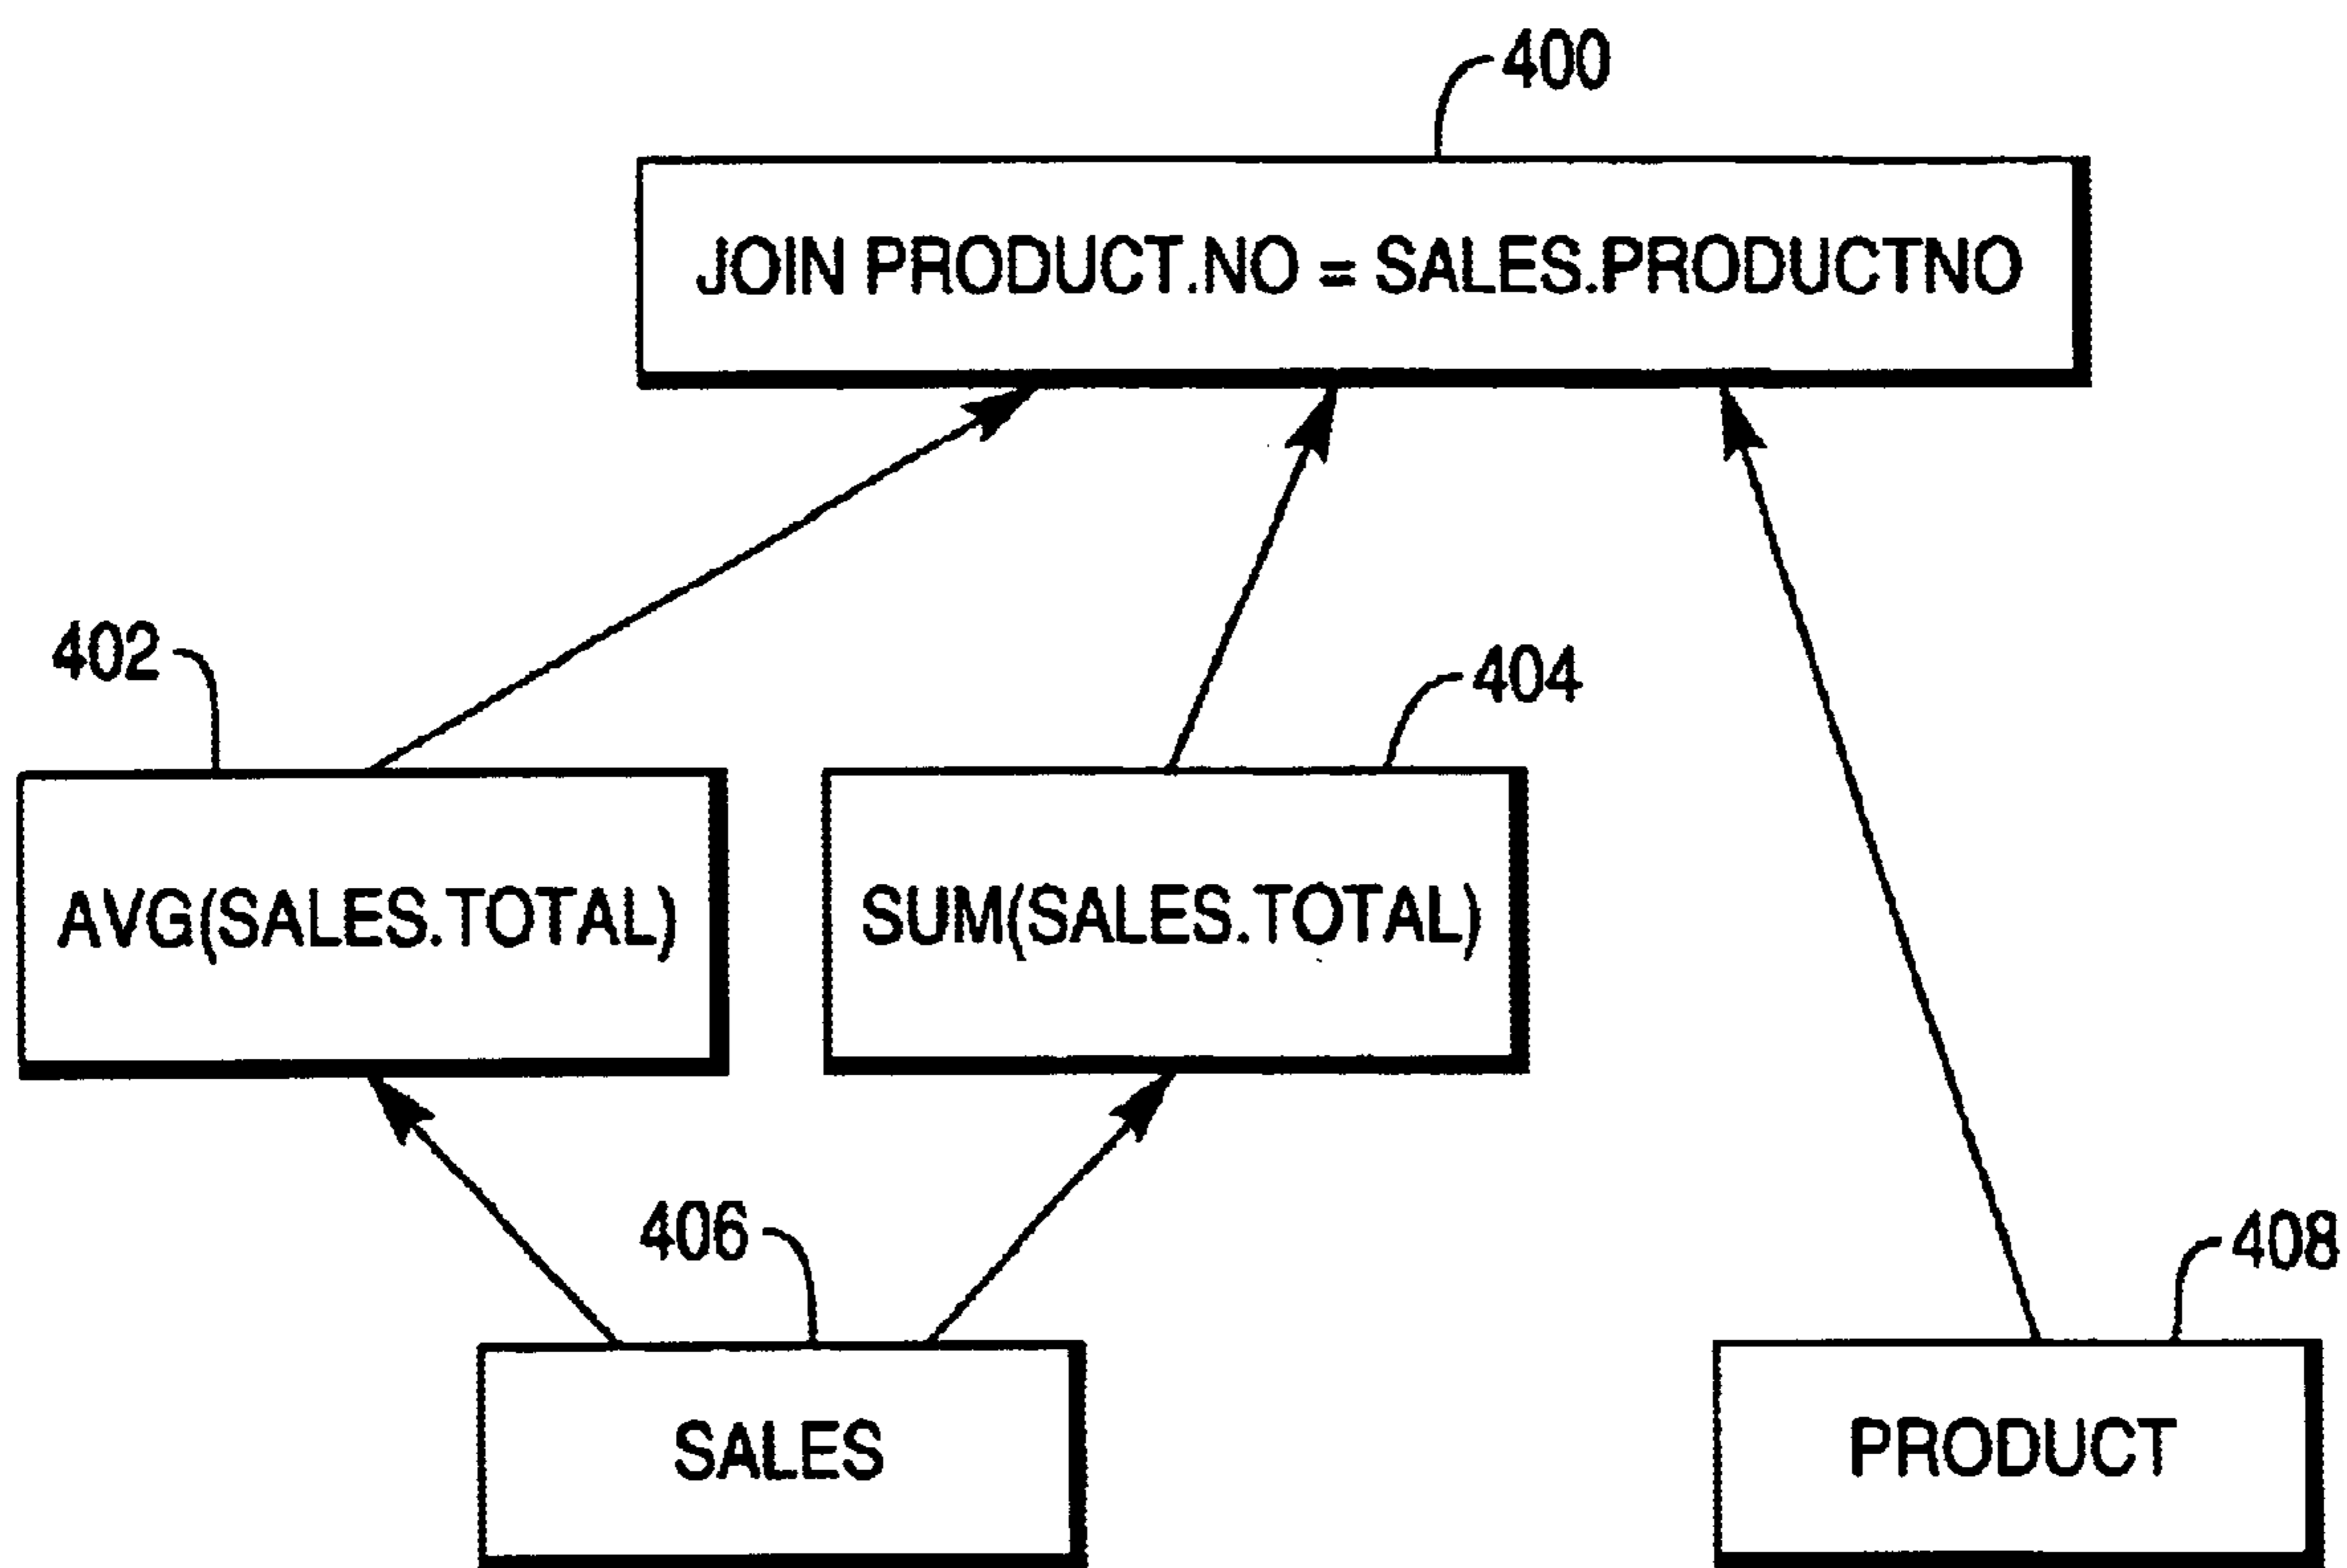 400
JOIN PRODUCT.NO = SALES.PRODUCTNO
402
404
AVG(SALES.TOTAL)
SUM(SALES.TOTAL)
406
408
SALES
PRODUCT